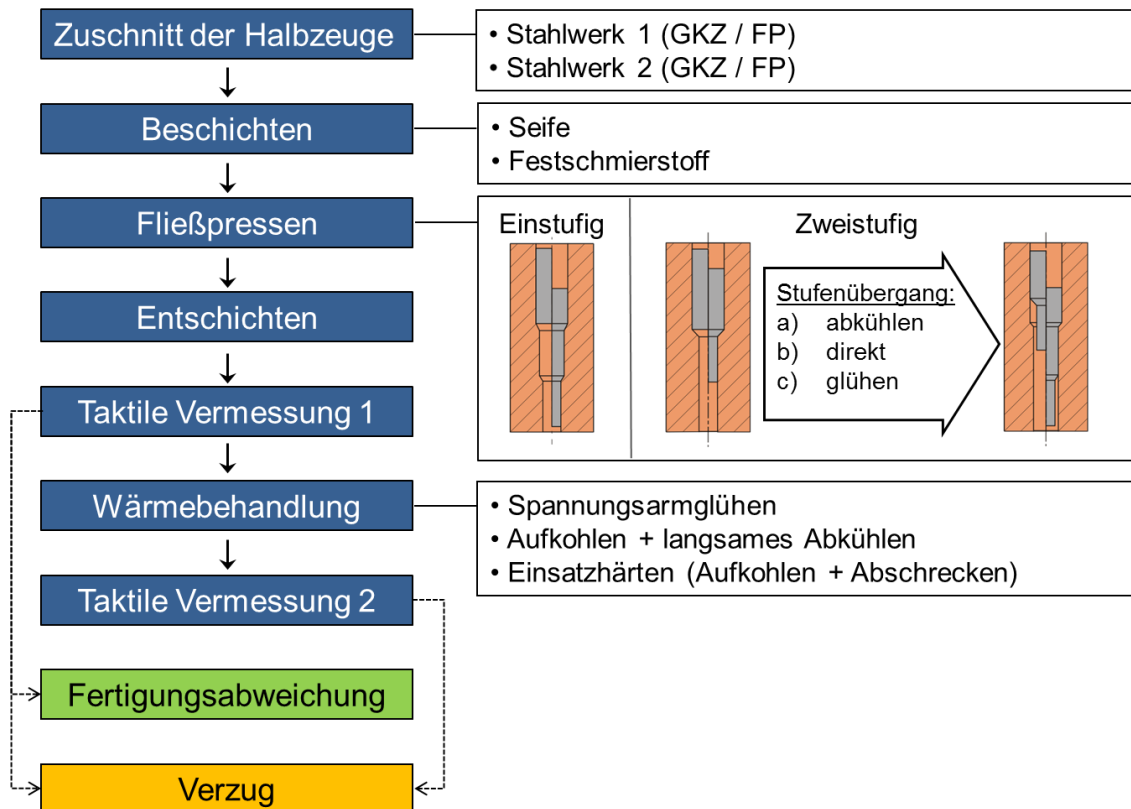 Zuschnitt der Halbzeuge
• Stahlwerk 1 (GKZ / FP)
• Stahlwerk 2 (GKZ / FP)
Beschichten
• Seife
• Festschmierstoff
Fließpressen
Einstufig
Zweistufig
Stufenübergang:
a) abkühlen
b) direkt
c) glühen
Entschichten
Taktile Vermessung 1
Wärmebehandlung
• Spannungsarmglühen
• Aufkohlen + langsames Abkühlen
• Einsatzhärten (Aufkohlen + Abschrecken)
Taktile Vermessung 2
Fertigungsabweichung
Verzug